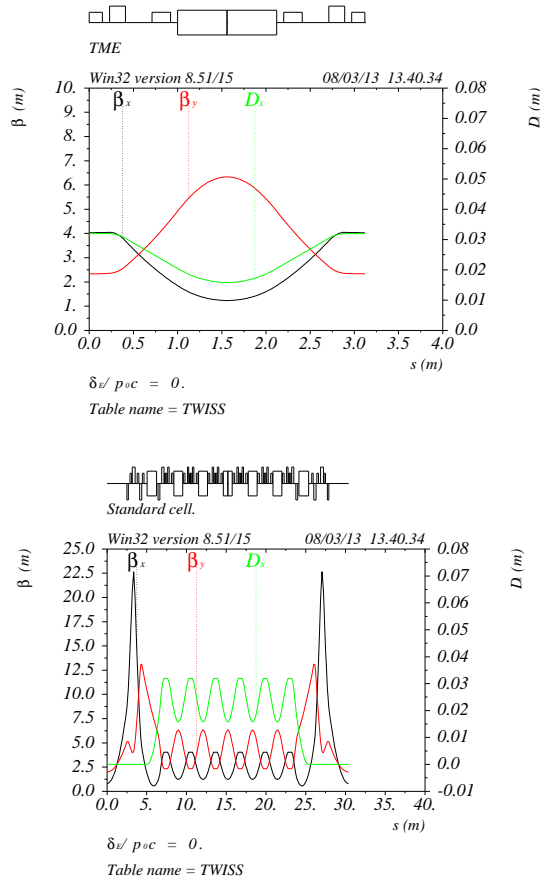 TME
Win32 version 8.51/15 08/03/13 13.40.34
β x β y D x
β (m)
10.
9.
8.
7.
6.
5.
4.
3.
2.
1.
0.0
D (m)
0.08
0.07
0.06
0.05
0.04
0.03
0.02
0.01
0.0
0.0 0.5 1.0 1.5 2.0 2.5 3.0 3.5 4.0
s (m)
δE/ p0c = 0.
Table name = TWISS
Standard cell.
Win32 version 8.51/15 08/03/13 13.40.34
β x β y D x
β (m)
25.0
22.5
20.0
17.5
15.0
12.5
10.0
7.5
5.0
2.5
0.0
D (m)
0.08
0.07
0.06
0.05
0.04
0.03
0.02
0.01
0.0
-0.01
0.0 5. 10. 15. 20. 25. 30. 35. 40.
s (m)
δE/ p0c = 0.
Table name = TWISS